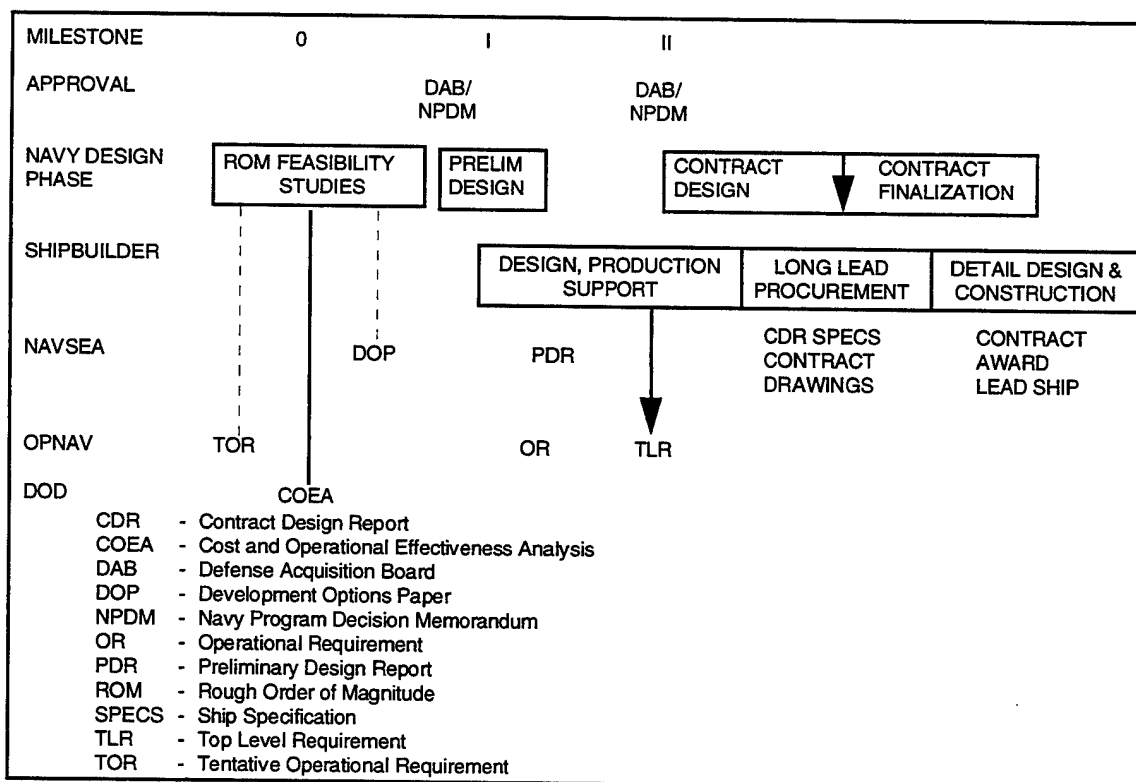 MILESTONE 0 I II
APPROVAL DAB/ DAB/
NPDM NPDM
NAVY DESIGN ROM FEASIBILITY PRELIM CONTRACT CONTRACT
PHASE STUDIES DESIGN DESIGN FINALIZATION
SHIPBUILDER DESIGN, PRODUCTION LONG LEAD DETAIL DESIGN &
SUPPORT PROCUREMENT CONSTRUCTION
NAVSEA DOP PDR CDR SPECS CONTRACT
CONTRACT AWARD
DRAWINGS LEAD SHIP
OPNAV TOR OR TLR
DOD COEA
CDR - Contract Design Report
COEA - Cost and Operational Effectiveness Analysis
DAB - Defense Acquisition Board
DOP - Development Options Paper
NPDM - Navy Program Decision Memorandum
OR - Operational Requirement
PDR - Preliminary Design Report
ROM - Rough Order of Magnitude
SPECS - Ship Specification
TLR - Top Level Requirement
TOR - Tentative Operational Requirement